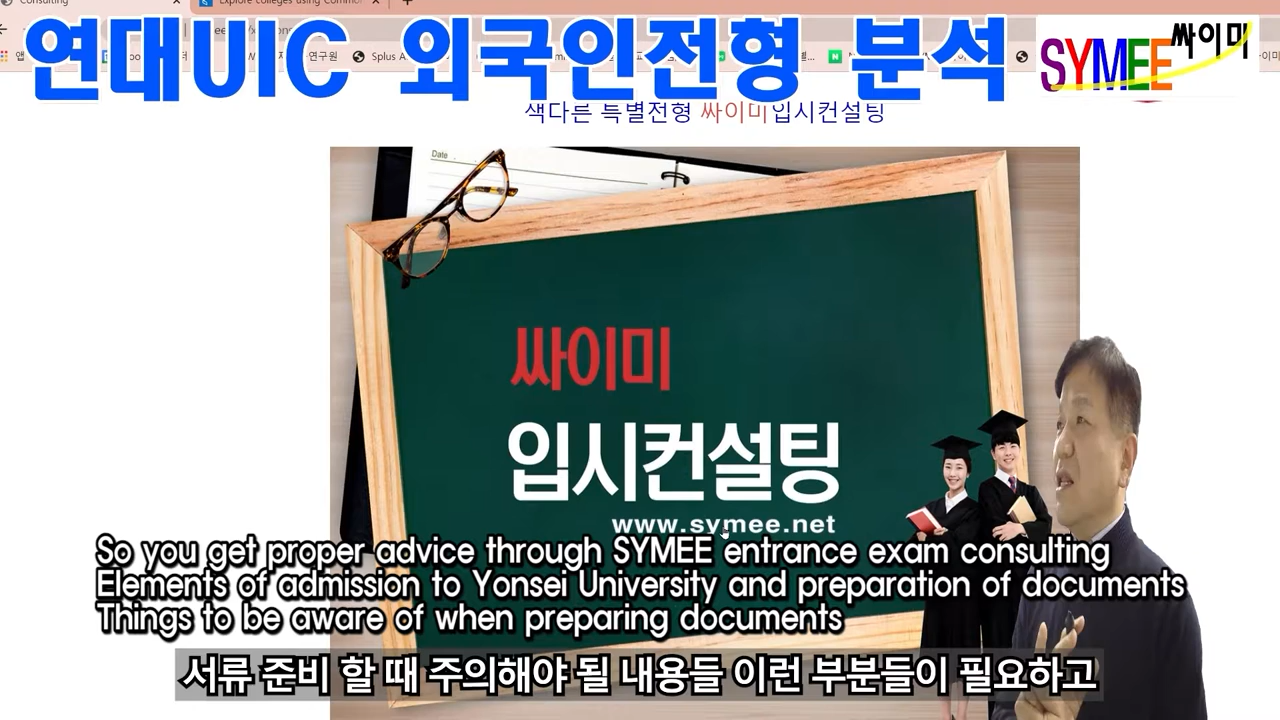 Consulting
Explore colleges using Common
연대UIC 외국인전형 분석
SYMEE 싸이미
색다른 특별전형 싸이미입시컨설팅
Date
싸이미
입시컨설팅
www.symee.net
So you get proper advice through SYMEE entrance exam consulting
Elements of admission to Yonsei University and preparation of documents
Things to be aware of when preparing documents
서류 준비 할 때 주의해야 될 내용들 이런 부분들이 필요하고